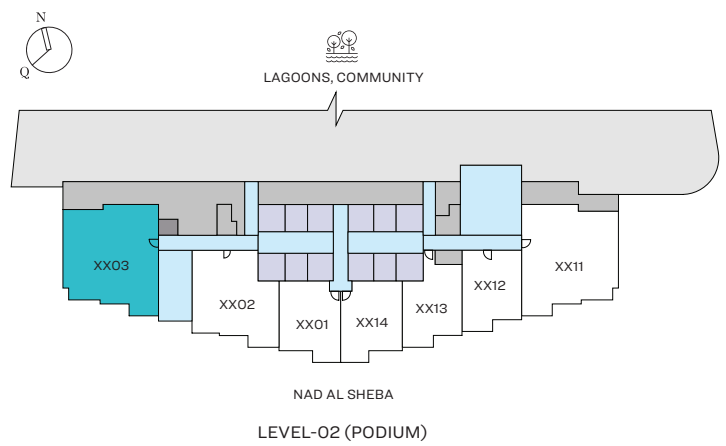 N
Q
LAGOONS, COMMUNITY
XX03
XX02
XX01
XX14
XX13
XX12
XX11
NAD AL SHEBA
LEVEL-02 (PODIUM)